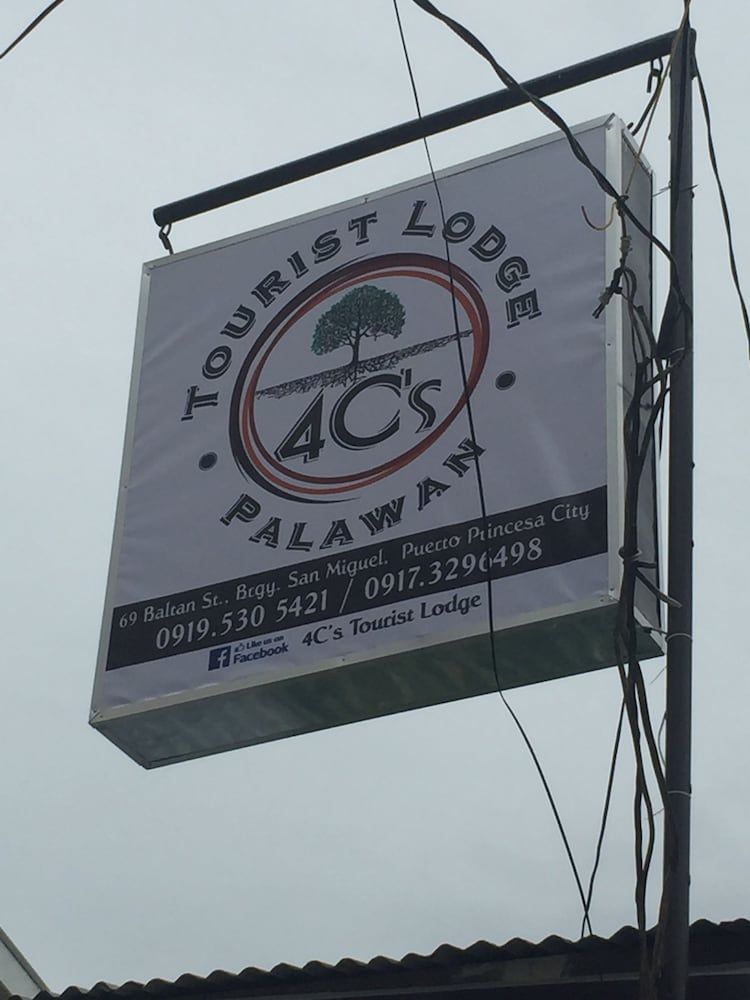 TOURIST LODGE
4C's
PALAWAN
69 Baltan St., Brgy. San Miguel, Puerto Princesa City
0919.530 5421 / 0917.3296498
f Like us on Facebook 4C's Tourist Lodge